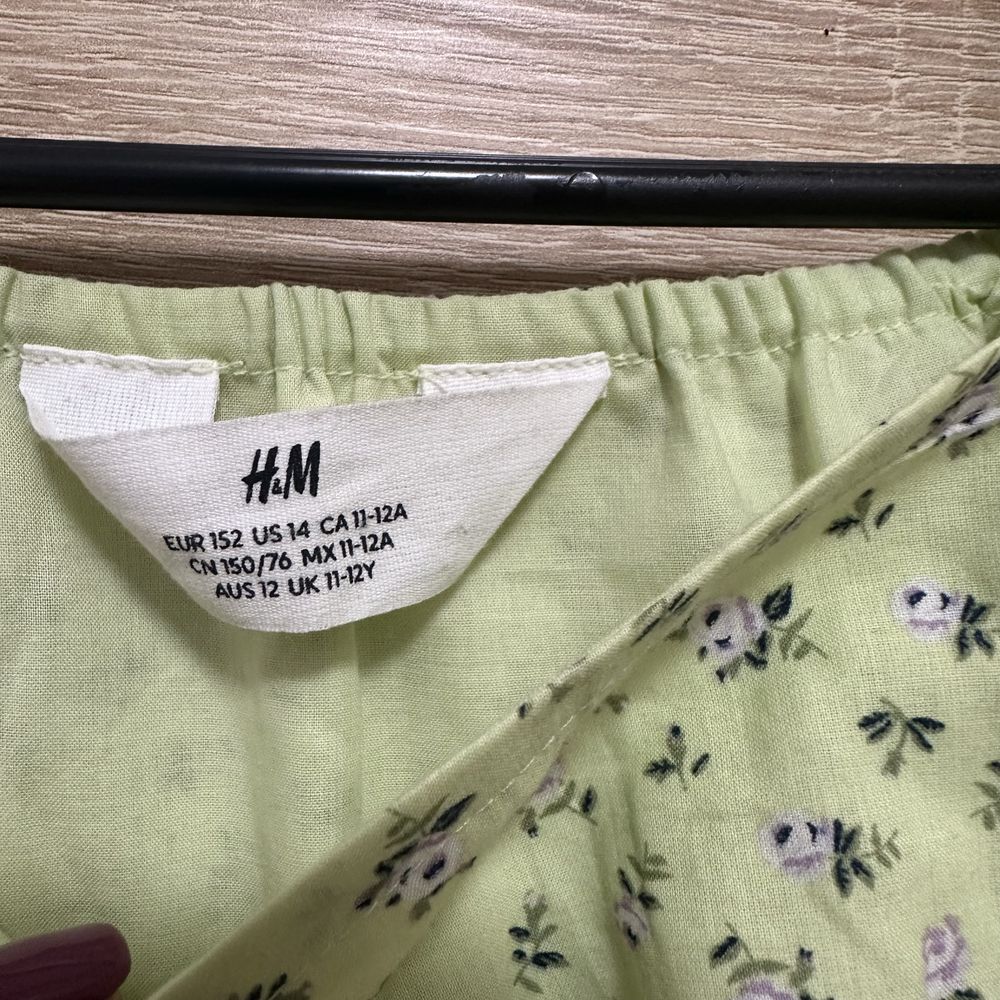 H&M
EUR 152 US 14 CA 11-12A
CN 150/76 MX 11-12A
AUS 12 UK 11-12Y